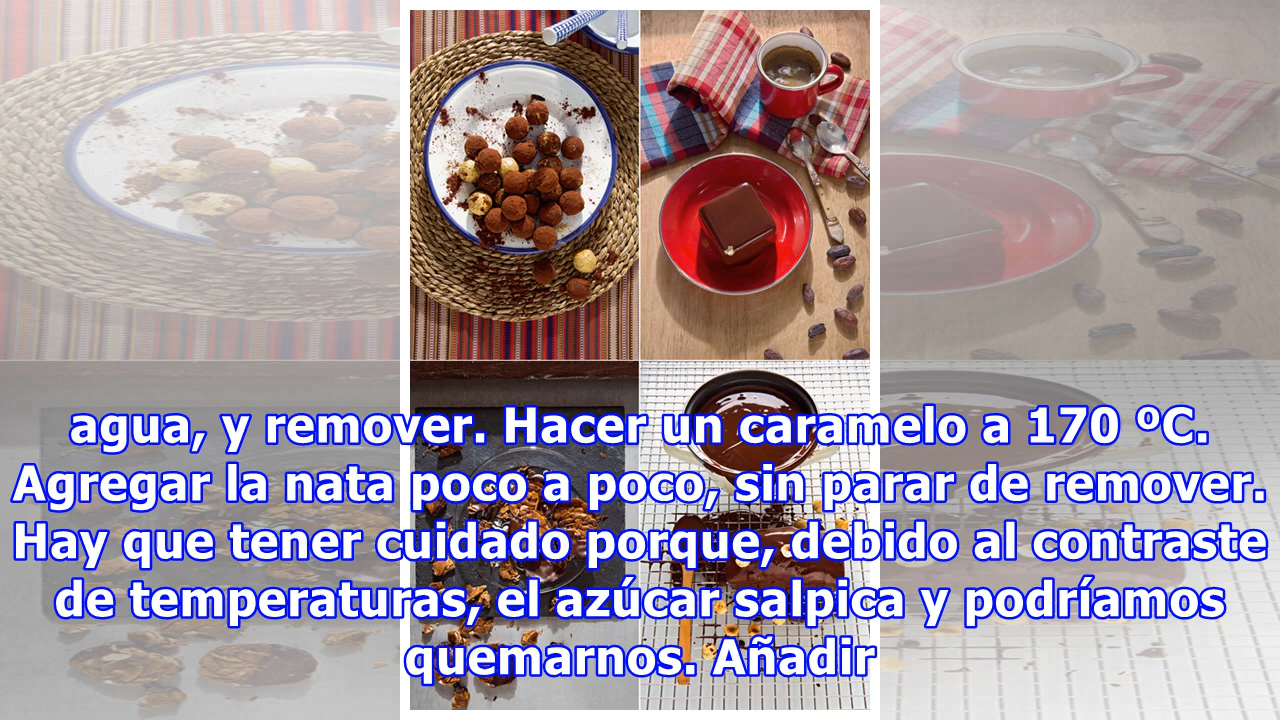 agua, y remover. Hacer un caramelo a 170 ºC.
Agregar la nata poco a poco, sin parar de remover.
Hay que tener cuidado porque, debido al contraste
de temperaturas, el azúcar salpica y podríamos
quemarnos. Añadir